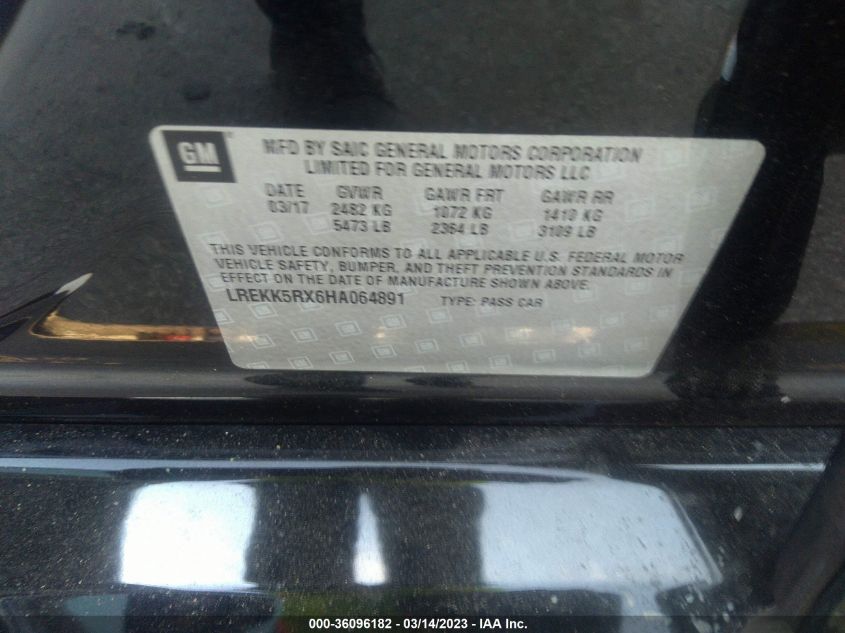 GM
MFD BY SAIC GENERAL MOTORS CORPORATION
LIMITED FOR GENERAL MOTORS LLC
DATE GVWR GAWR FRT GAWR RR
03/17 2482 KG 1072 KG 1410 KG
5473 LB 2364 LB 3109 LB
THIS VEHICLE CONFORMS TO ALL APPLICABLE U.S. FEDERAL MOTOR
VEHICLE SAFETY, BUMPER, AND THEFT PREVENTION STANDARDS IN
EFFECT ON THE DATE OF MANUFACTURE SHOWN ABOVE.
LREKK5RX6HA064891 TYPE: PASS CAR
000-36096182 - 03/14/2023 - IAA Inc.